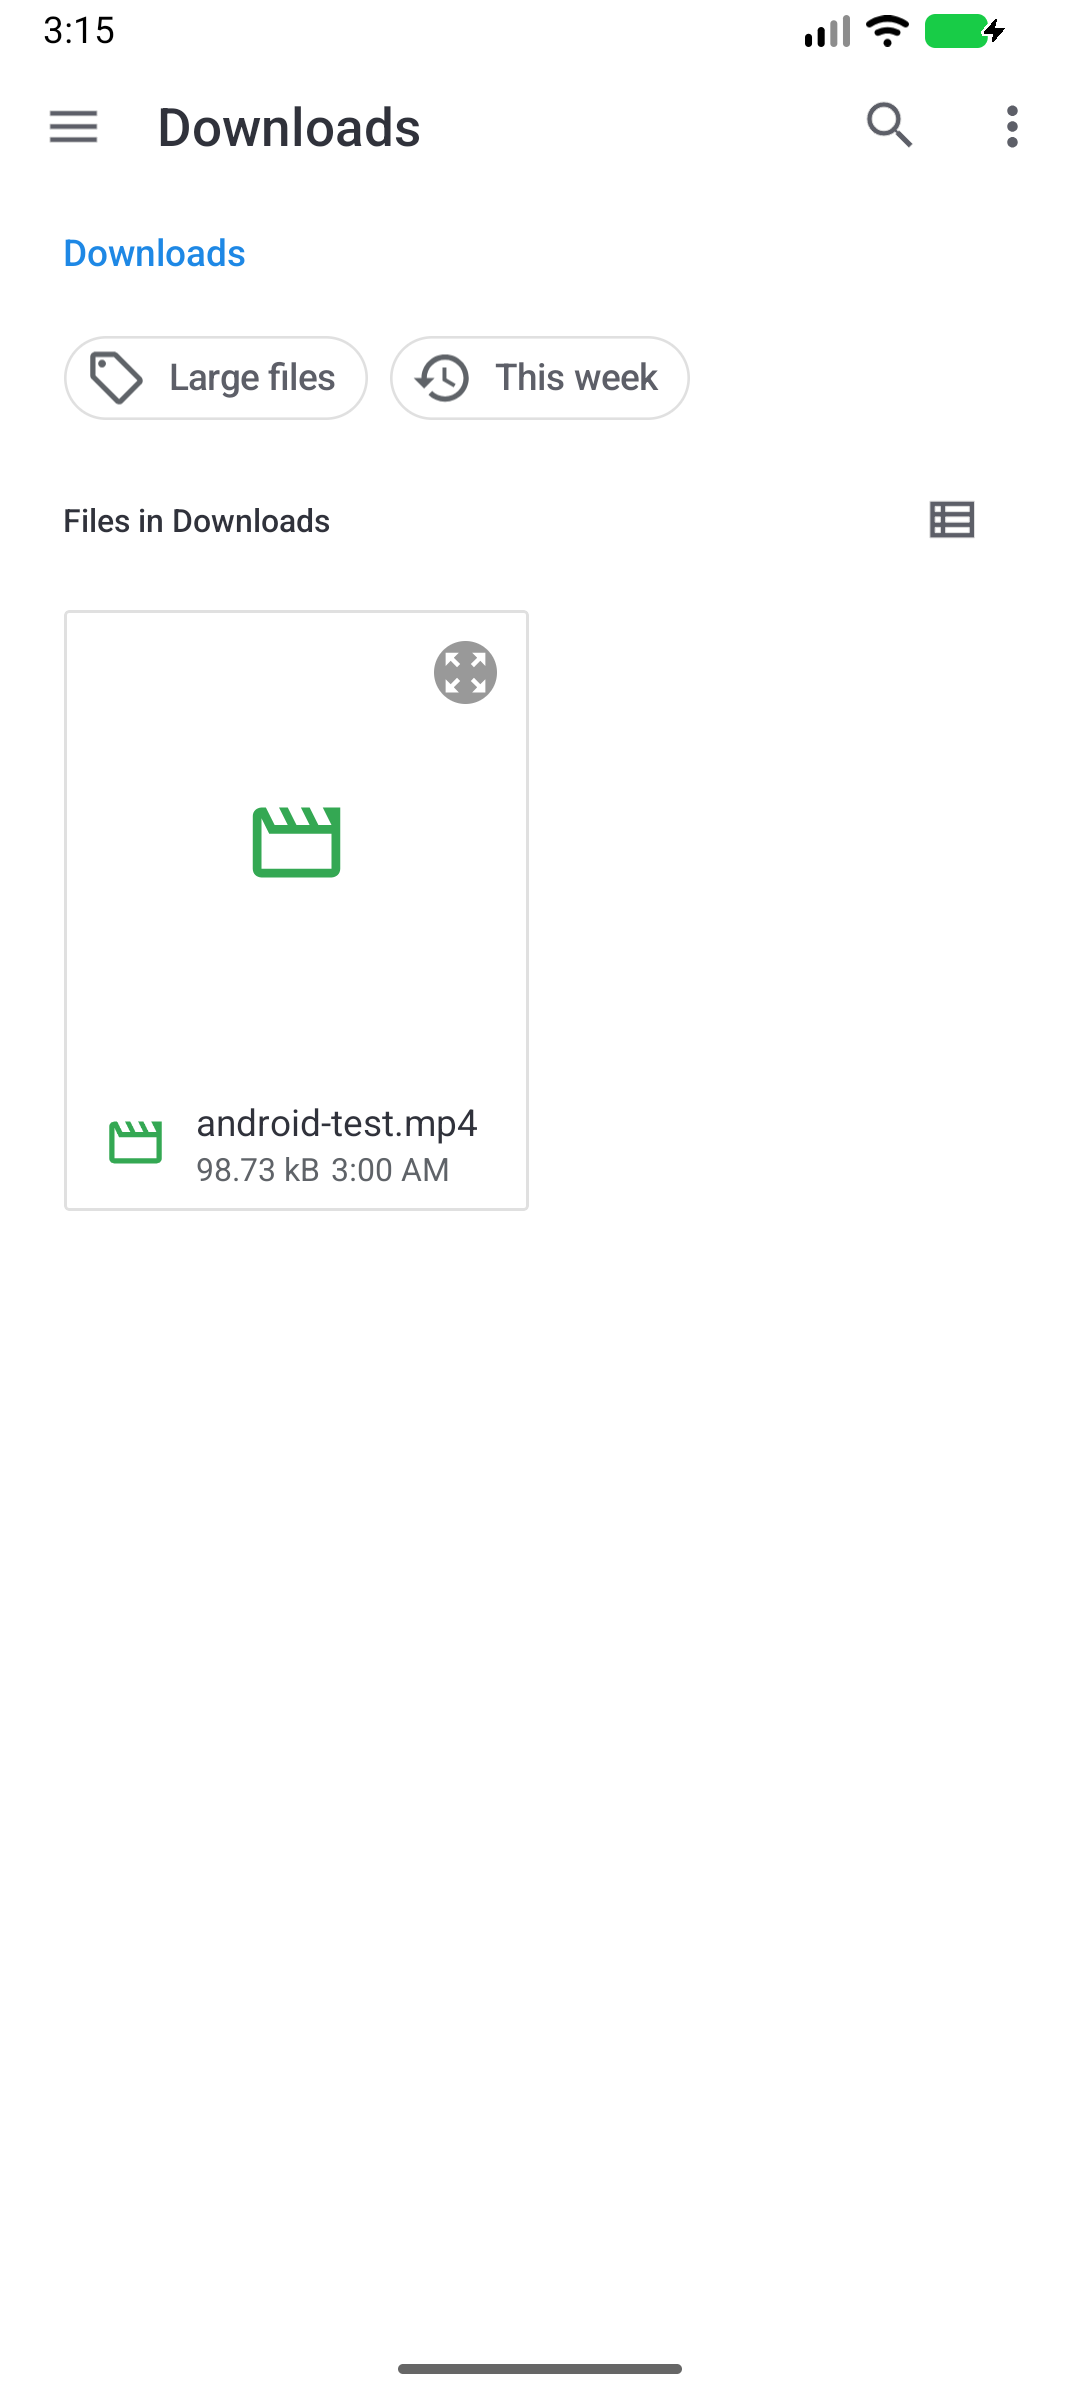 3:15
Downloads
Downloads
Large files
This week
Files in Downloads
android-test.mp4
98.73 kB 3:00 AM